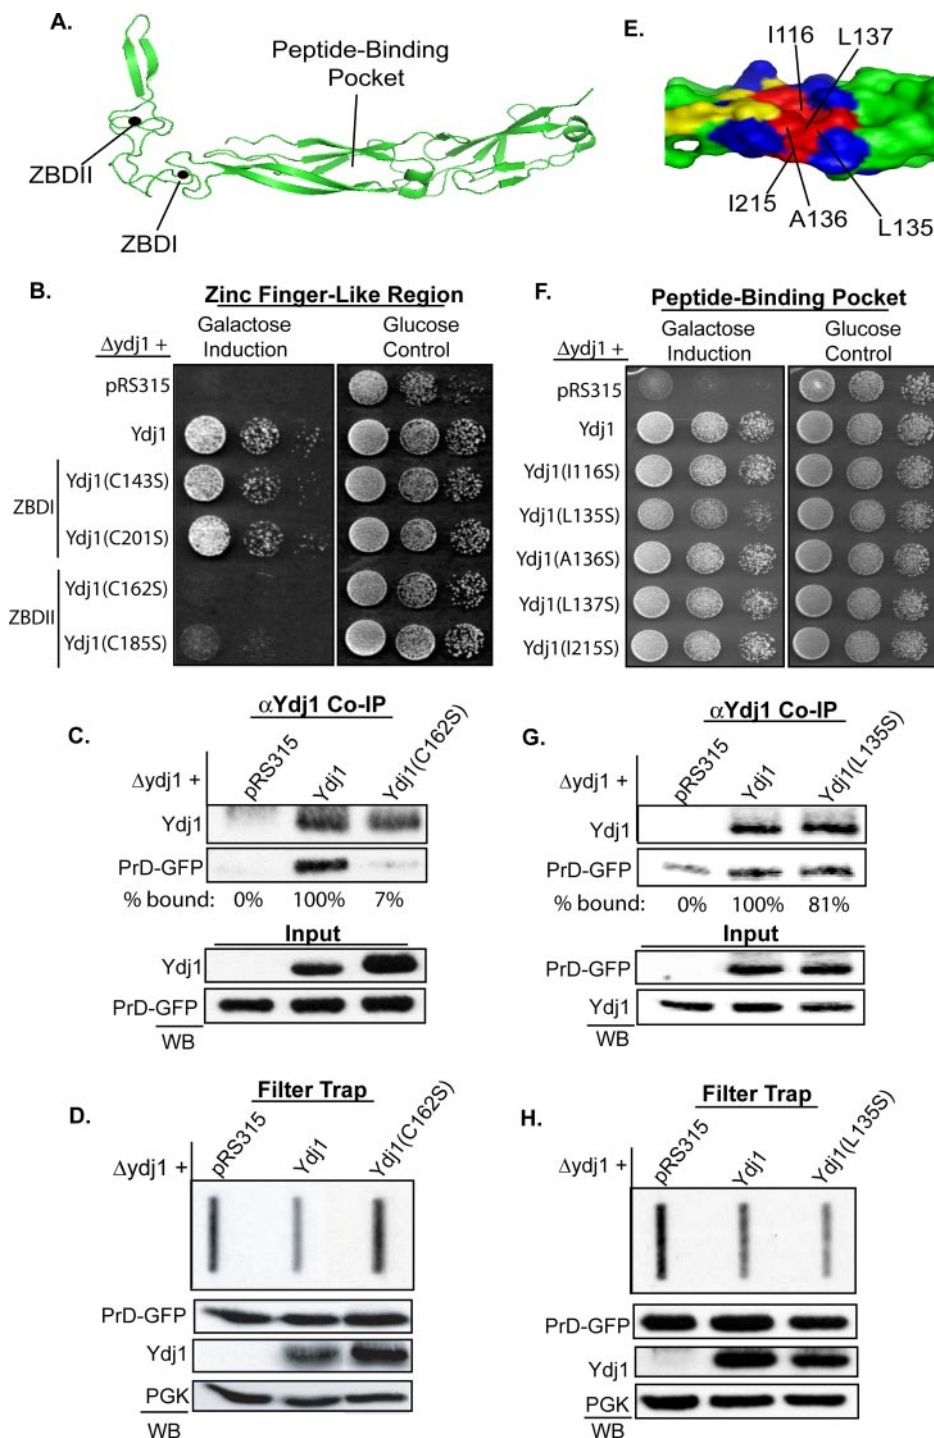 A.
Peptide-Binding
Pocket
ZBDII
ZBDI
E.
I116
L137
I215
A136
L135
B.
Zinc Finger-Like Region
Galactose
Induction
Glucose
Control
Δydj1 +
pRS315
Ydj1
ZBDI
Ydj1(C143S)
Ydj1(C201S)
ZBDII
Ydj1(C162S)
Ydj1(C185S)
F.
Peptide-Binding Pocket
Galactose
Induction
Glucose
Control
Δydj1 +
pRS315
Ydj1
Ydj1(I116S)
Ydj1(L135S)
Ydj1(A136S)
Ydj1(L137S)
Ydj1(I215S)
C.
αYdj1 Co-IP
Δydj1 +
pRS315
Ydj1
Ydj1(C162S)
Ydj1
PrD-GFP
% bound: 0% 100% 7%
Input
Ydj1
PrD-GFP
WB
G.
αYdj1 Co-IP
Δydj1 +
pRS315
Ydj1
Ydj1(L135S)
Ydj1
PrD-GFP
% bound: 0% 100% 81%
Input
PrD-GFP
Ydj1
WB
D.
Filter Trap
Δydj1 +
pRS315
Ydj1
Ydj1(C162S)
PrD-GFP
Ydj1
PGK
WB
H.
Filter Trap
Δydj1 +
pRS315
Ydj1
Ydj1(L135S)
PrD-GFP
Ydj1
PGK
WB